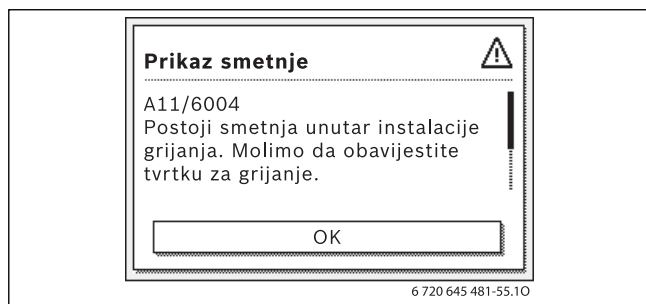 Prikaz smetnje
A11/6004
Postoji smetnja unutar instalacije
grijanja. Molimo da obavijestite
tvrtku za grijanje.
OK
6 720 645 481-55.1O